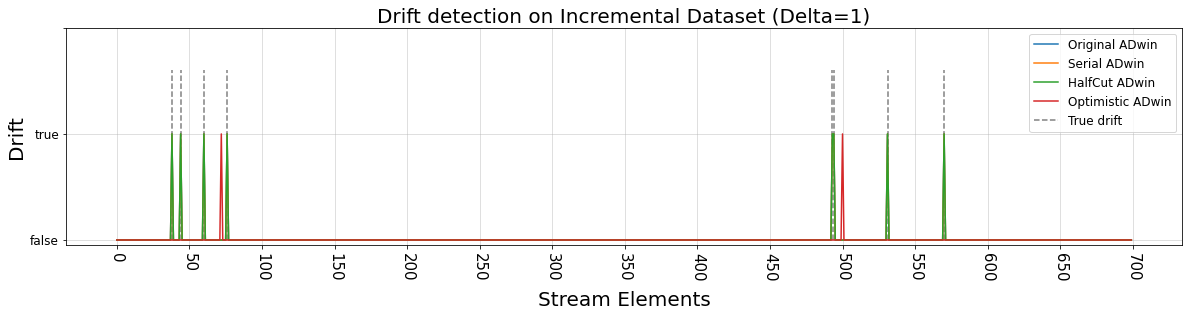 Drift detection on Incremental Dataset (Delta=1)
Original ADwin
Serial ADwin
HalfCut ADwin
Optimistic ADwin
True drift
Drift
true
false
0
50
100
150
200
250
300
350
400
450
500
550
600
650
700
Stream Elements